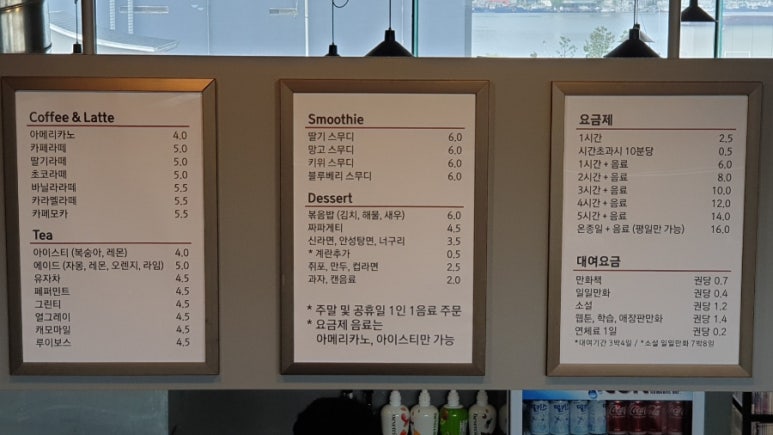 Coffee & Latte
아메리카노 4.0
카페라떼 5.0
딸기라떼 5.0
초코라떼 5.0
바닐라라떼 5.5
카라멜라떼 5.5
카페모카 5.5
Tea
아이스티 (복숭아, 레몬) 4.0
에이드 (자몽, 레몬, 오렌지, 라임) 5.0
유자차 4.5
페퍼민트 4.5
그린티 4.5
얼그레이 4.5
캐모마일 4.5
루이보스 4.5
Smoothie
딸기 스무디 6.0
망고 스무디 6.0
키위 스무디 6.0
블루베리 스무디 6.0
Dessert
볶음밥 (김치, 해물, 새우) 6.0
짜파게티 4.5
신라면, 안성탕면, 너구리 3.5
* 계란추가 0.5
쥐포, 만두, 컵라면 2.5
과자, 캔음료 2.0
* 주말 및 공휴일 1인 1음료 주문
* 요금제 음료는
아메리카노, 아이스티만 가능
요금제
1시간 2.5
시간초과시 10분당 0.5
1시간 + 음료 6.0
2시간 + 음료 8.0
3시간 + 음료 10.0
4시간 + 음료 12.0
5시간 + 음료 14.0
온종일 + 음료 (평일만 가능) 16.0
대여요금
만화책 권당 0.7
일일만화 권당 0.4
소설 권당 1.2
웹툰, 학습, 애장판만화 권당 1.4
연체료 1일 권당 0.2
*대여기간 3박4일 / *소설 일일만화 7박8일